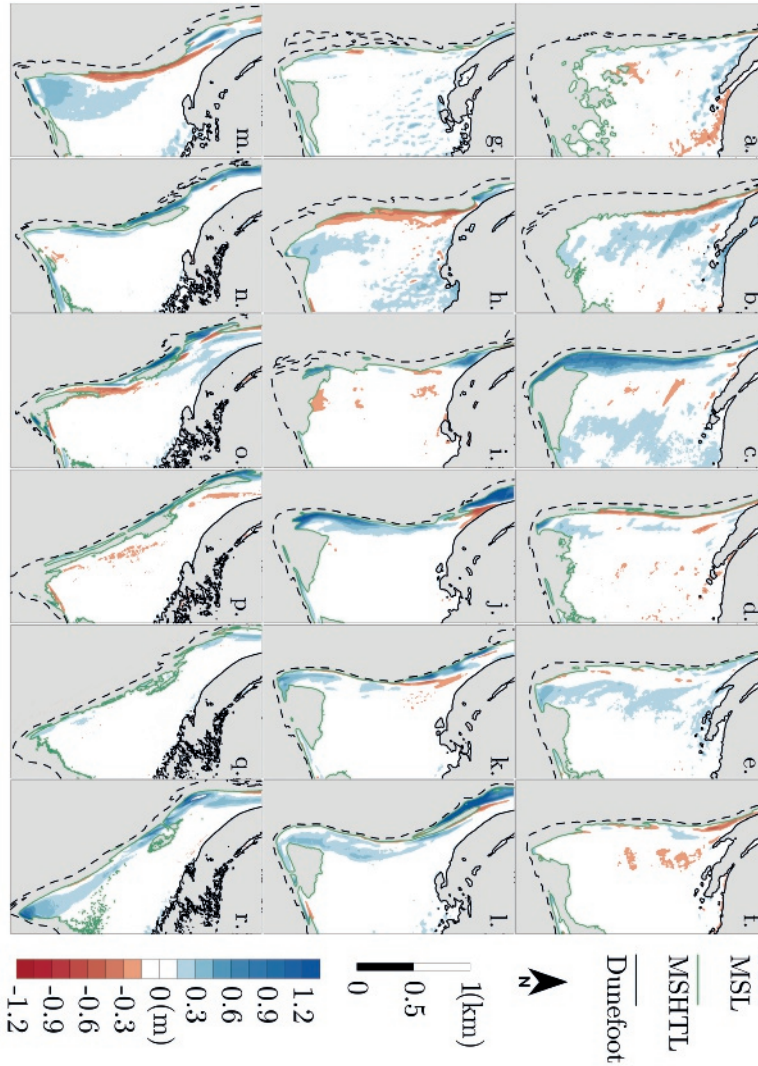 a.
b.
c.
d.
e.
f.
g.
h.
i.
j.
k.
l.
m.
n.
o.
p.
q.
r.
MSL
MSHTL
Dunefoot
N
0 0.5 1(km)
-1.2 -0.9 -0.6 -0.3 0(m) 0.3 0.6 0.9 1.2